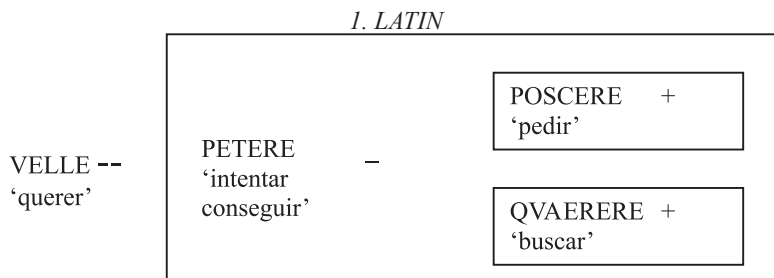 1. LATIN
VELLE --
‘querer’
PETERE –
‘intentar
conseguir’
POSCERE +
‘pedir’
QVAERERE +
‘buscar’